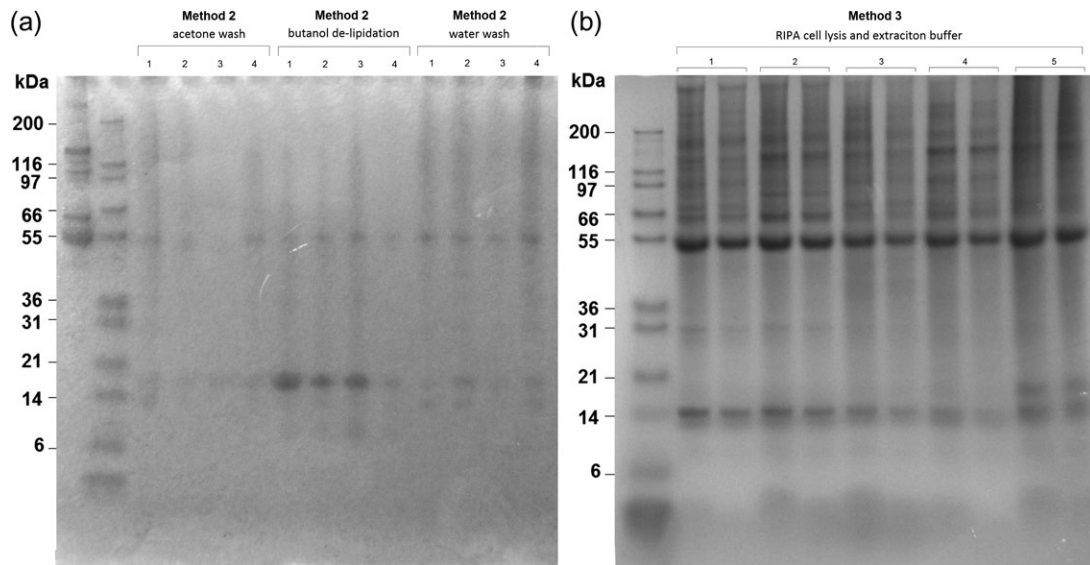 (a)
Method 2 Method 2 Method 2
acetone wash butanol de-lipidation water wash
1 2 3 4 1 2 3 4 1 2 3 4
kDa
200
116
97
66
55
36
31
21
14
6
(b)
Method 3
RIPA cell lysis and extraciton buffer
1 2 3 4 5
kDa
200
116
97
66
55
36
31
21
14
6